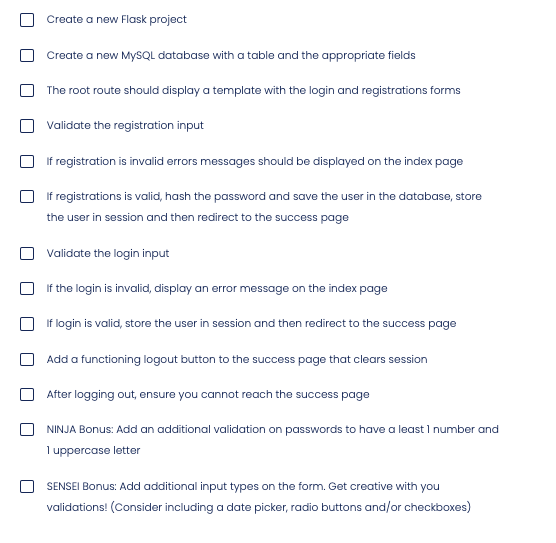 Create a new Flask project
Create a new MySQL database with a table and the appropriate fields
The root route should display a template with the login and registrations forms
Validate the registration input
If registration is invalid errors messages should be displayed on the index page
If registrations is valid, hash the password and save the user in the database, store
the user in session and then redirect to the success page
Validate the login input
If the login is invalid, display an error message on the index page
If login is valid, store the user in session and then redirect to the success page
Add a functioning logout button to the success page that clears session
After logging out, ensure you cannot reach the success page
NINJA Bonus: Add an additional validation on passwords to have a least 1 number and
1 uppercase letter
SENSEI Bonus: Add additional input types on the form. Get creative with you
validations! (Consider including a date picker, radio buttons and/or checkboxes)